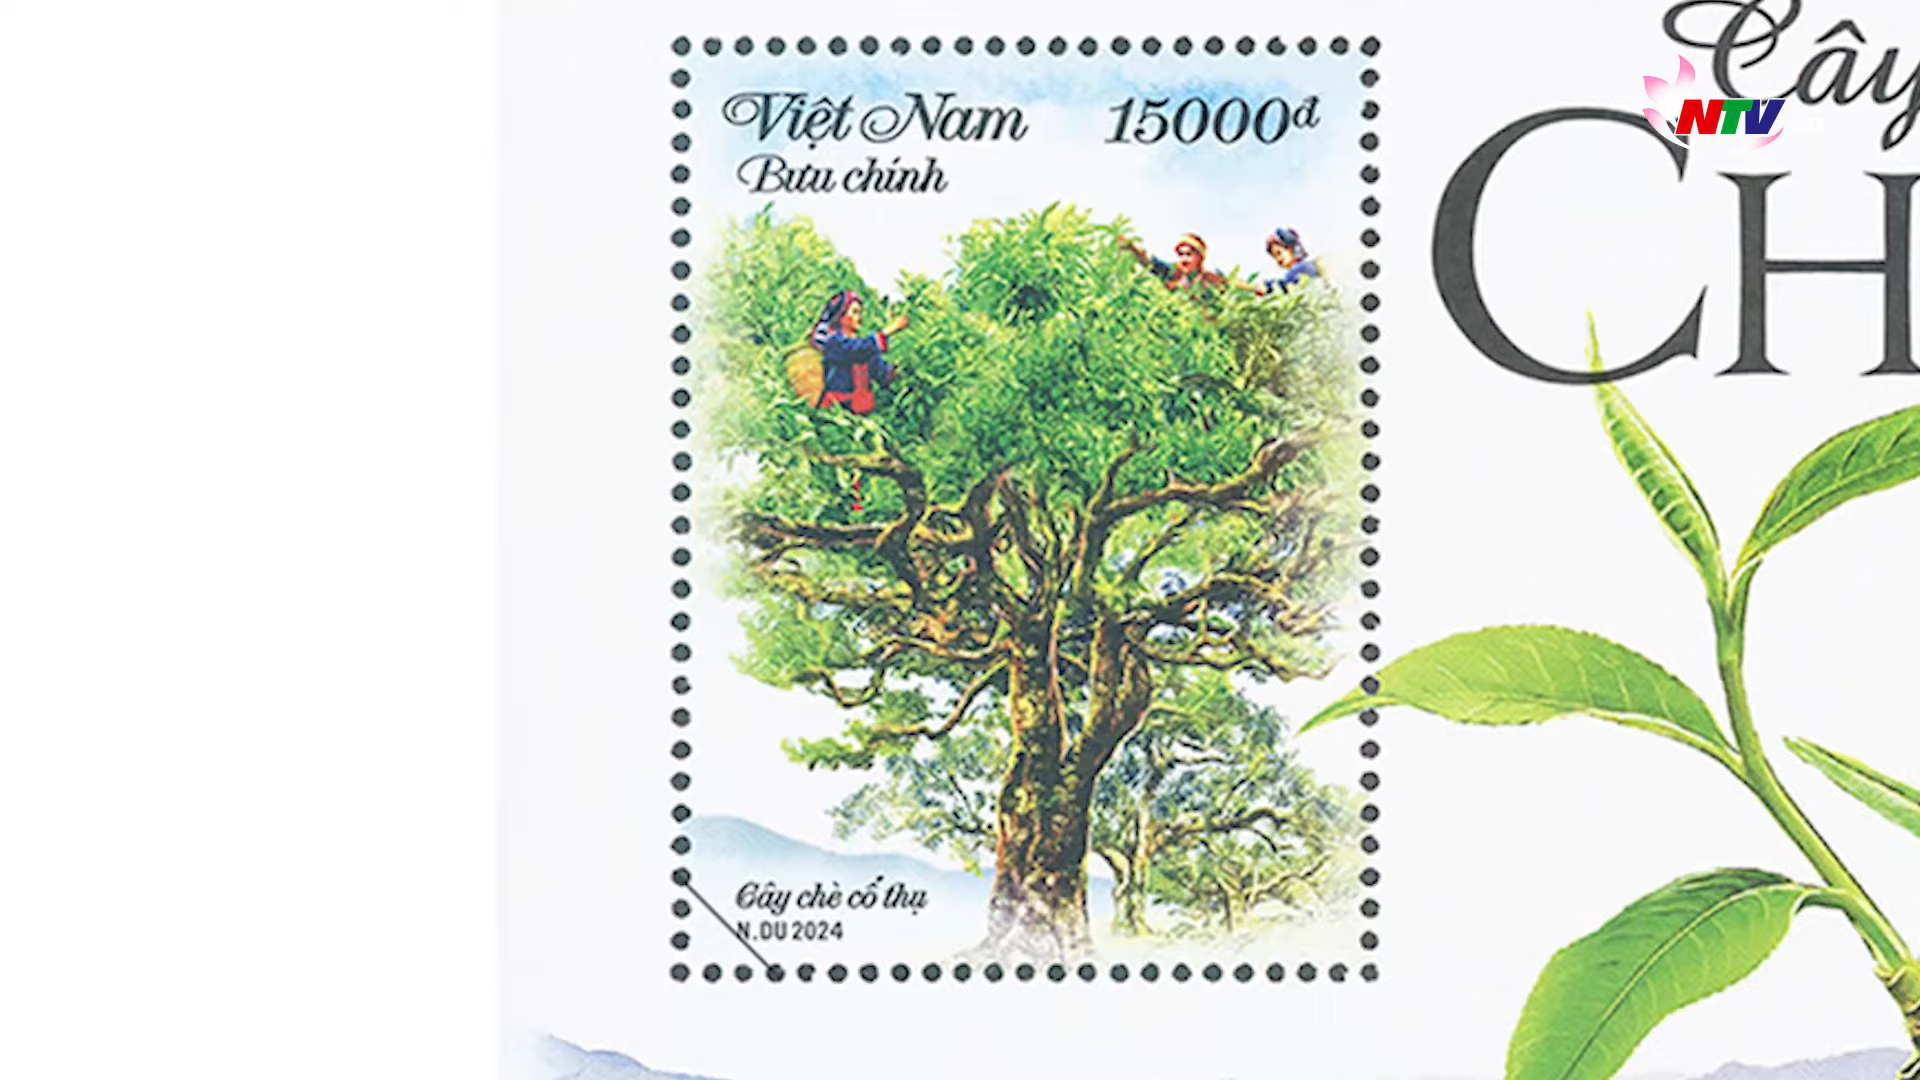 Việt Nam 15000đ
Bưu chính
Cây
CH
NTV
Cây chè cổ thụ
N.DU 2024